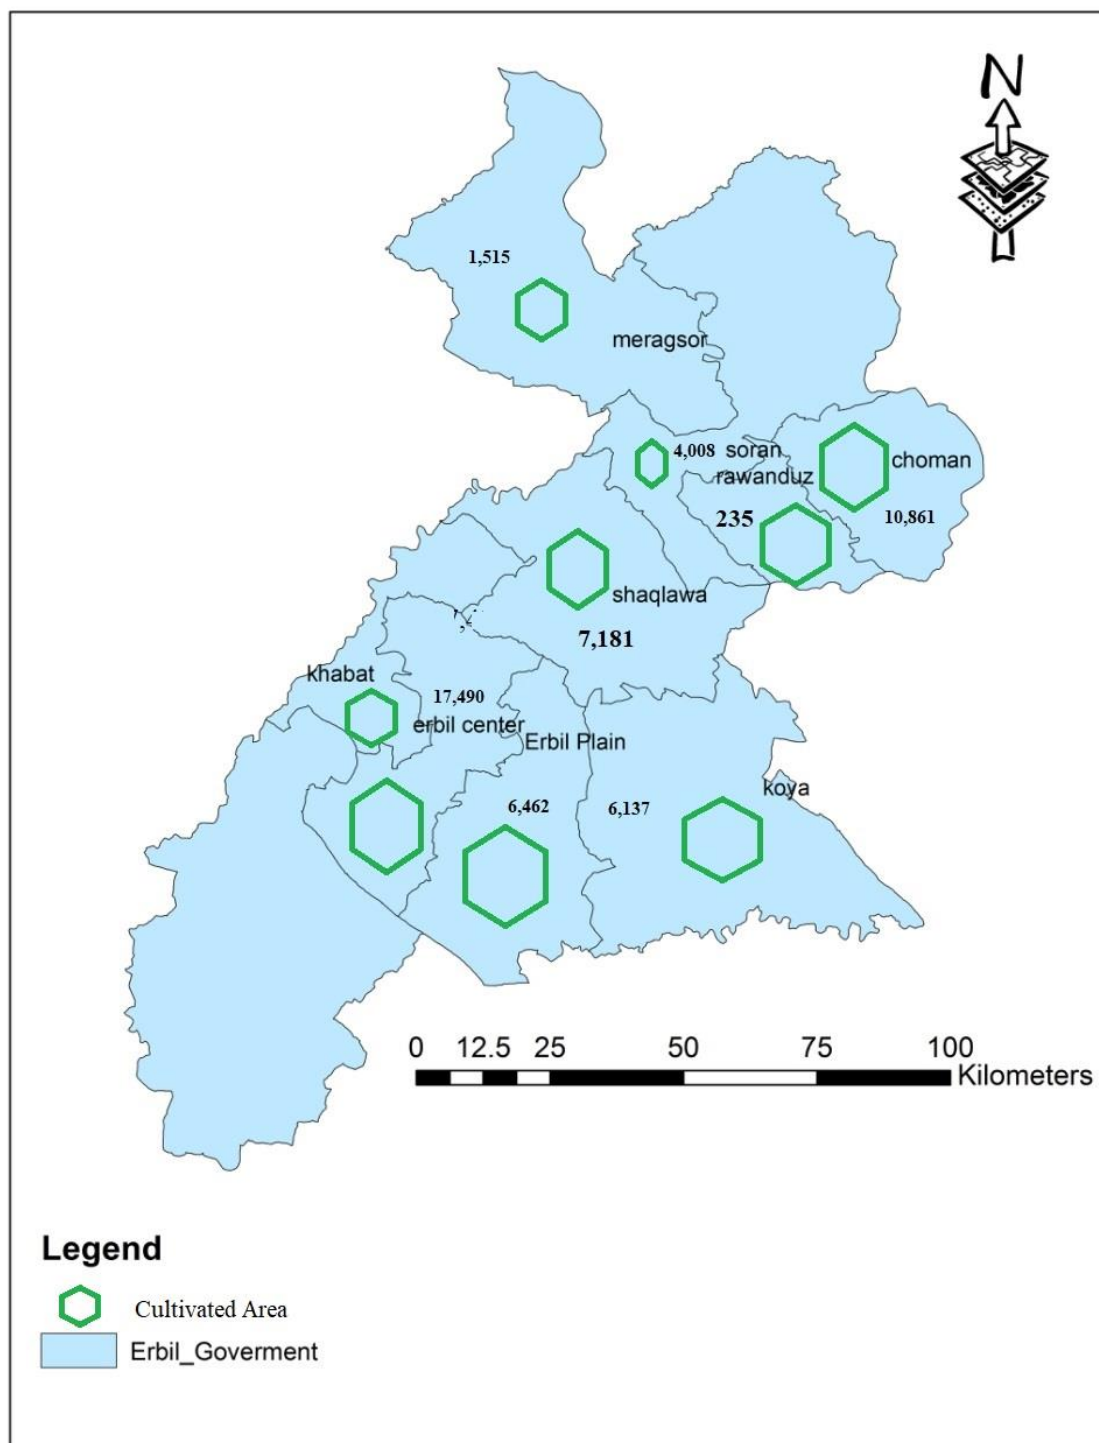 N
1,515
meragsor
4,008 soran
rawanduz
choman
235
10,861
shaqlawa
7,181
khabat
17,490
erbil center
Erbil Plain
koya
6,462
6,137
0 12.5 25 50 75 100
Kilometers
Legend
Cultivated Area
Erbil_Goverment